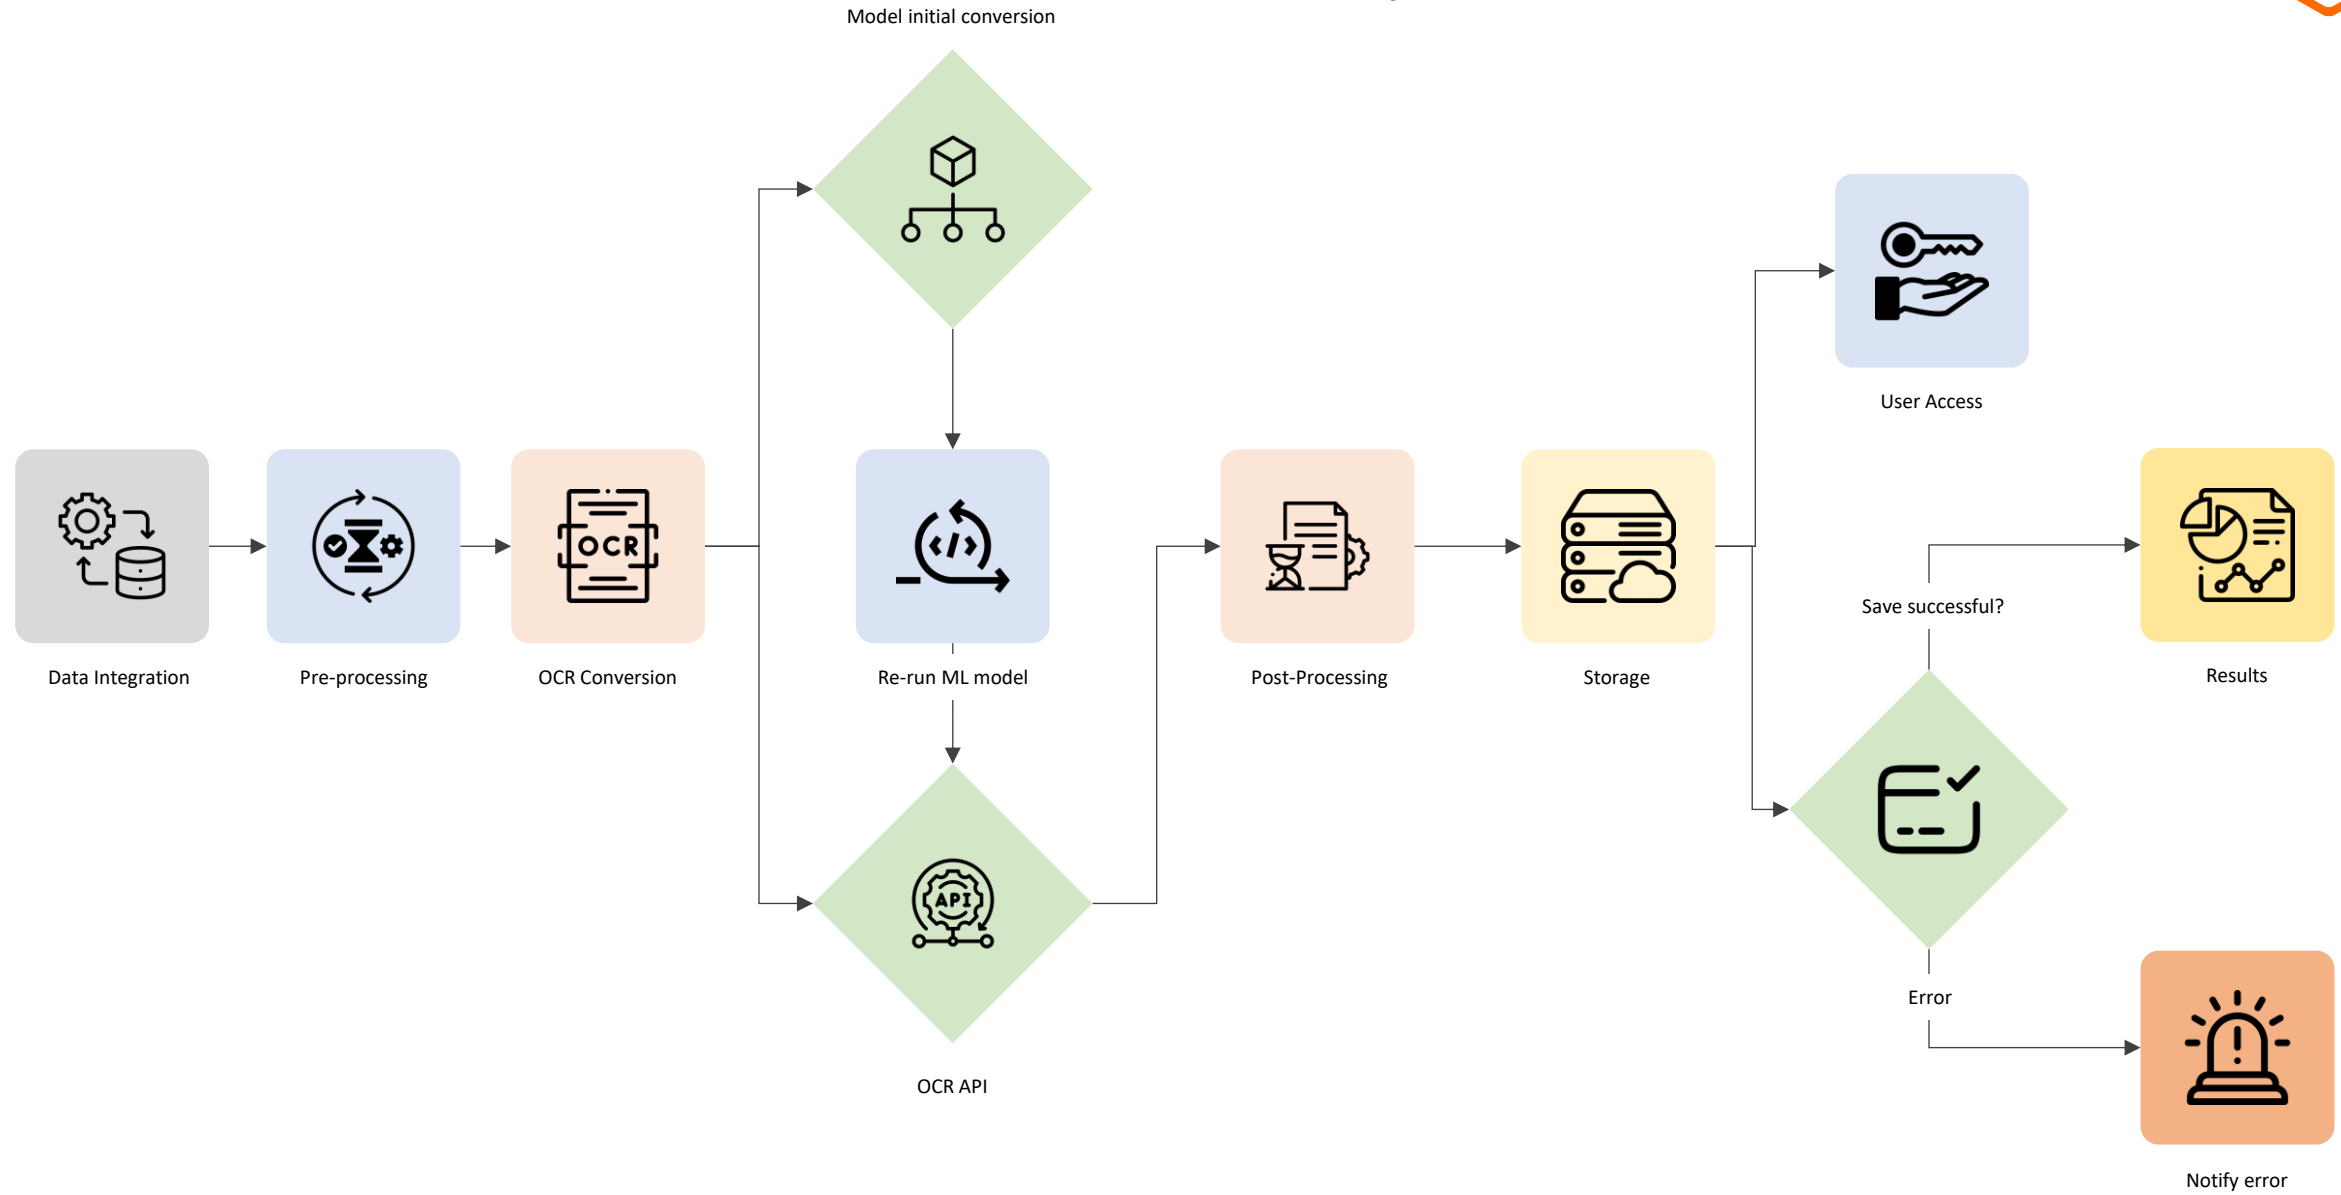 Model initial conversion
OCR
User Access
Save successful?
Data Integration
Pre-processing
OCR Conversion
Re-run ML model
Post-Processing
Storage
Results
API
Error
OCR API
Notify error